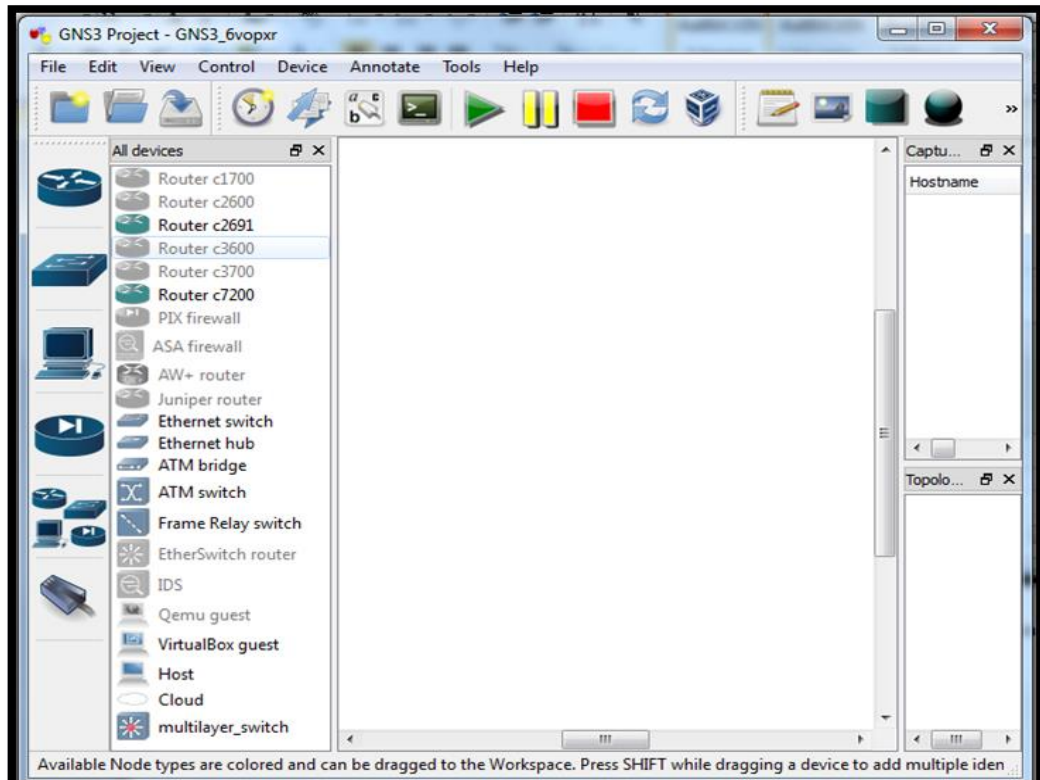 GNS3 Project - GNS3_6vopxr
File Edit View Control Device Annotate Tools Help
All devices
Router c1700
Router c2600
Router c2691
Router c3600
Router c3700
Router c7200
PIX firewall
ASA firewall
AW+ router
Juniper router
Ethernet switch
Ethernet hub
ATM bridge
ATM switch
Frame Relay switch
EtherSwitch router
IDS
Qemu guest
VirtualBox guest
Host
Cloud
multilayer_switch
Captu...
Hostname
Topolo...
Available Node types are colored and can be dragged to the Workspace. Press SHIFT while dragging a device to add multiple iden